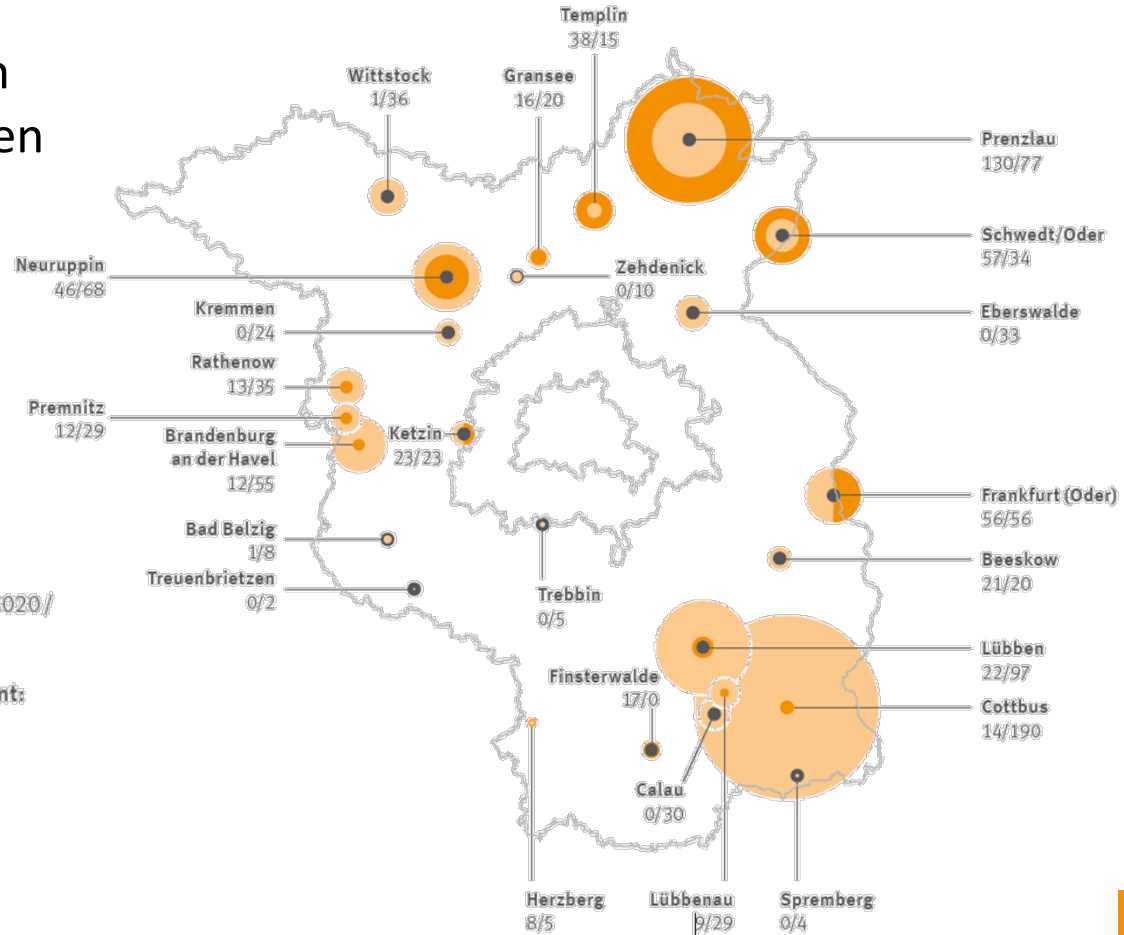 n
en
Templin
38/15
Wittstock
1/36
Gransee
16/20
Prenzlau
130/77
Schwedt/Oder
57/34
Neuruppin
46/68
Zehdenick
0/10
Kremmen
0/24
Eberswalde
0/33
Rathenow
13/35
Premnitz
12/29
Brandenburg
an der Havel
12/55
Ketzin
23/23
Frankfurt (Oder)
56/56
Bad Belzig
1/8
Beeskow
21/20
Treuenbrietzen
0/2
Trebbin
0/5
020/
Lübben
22/97
Finsterwalde
17/0
nt:
Cottbus
14/190
Calau
0/30
Herzberg
8/5
Lübbenau
9/29
Spremberg
0/4